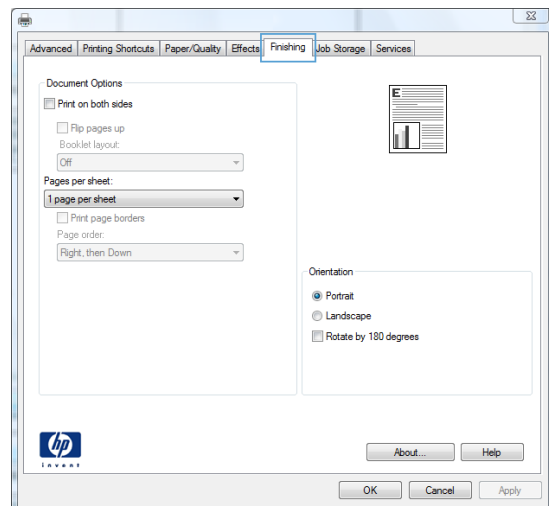 Advanced Printing Shortcuts Paper/Quality Effects Finishing Job Storage Services
Document Options
Print on both sides
Flip pages up
Booklet layout:
Off
Pages per sheet:
1 page per sheet
Print page borders
Page order:
Right, then Down
E
Orientation
Portrait
Landscape
Rotate by 180 degrees
hp
invent
About... Help
OK Cancel Apply